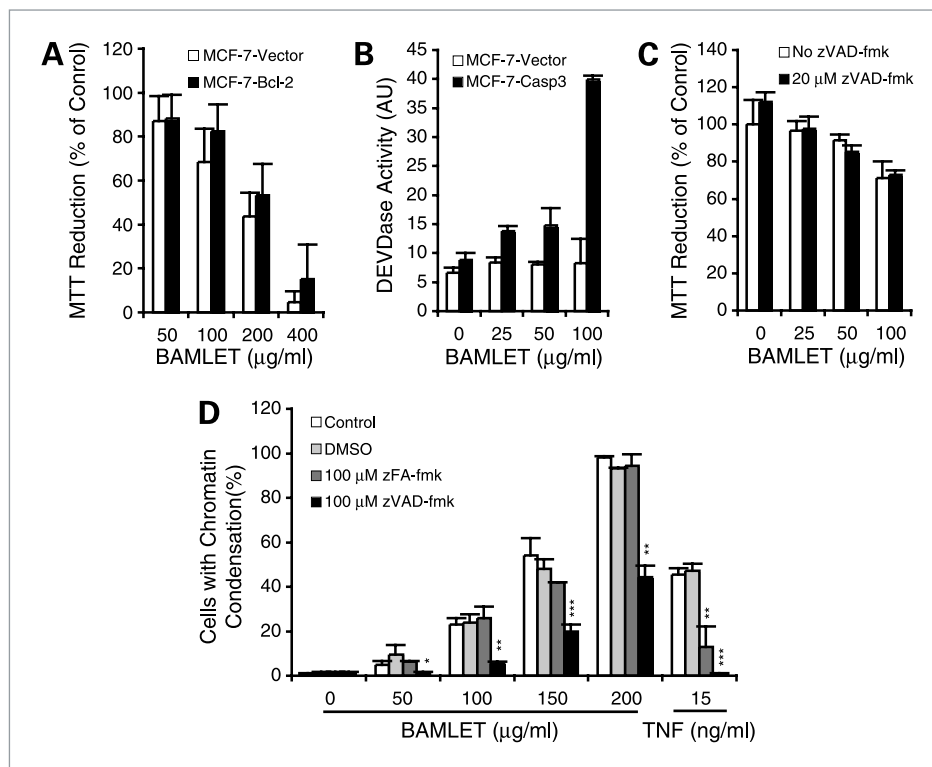 A
MTT Reduction (% of Control)
120
100
80
60
40
20
0
MCF-7-Vector
MCF-7-Bcl-2
50 100 200 400
BAMLET (μg/ml)
B
DEVDase Activity (AU)
45
40
35
30
25
20
15
10
5
0
MCF-7-Vector
MCF-7-Casp3
0 25 50 100
BAMLET (μg/ml)
C
MTT Reduction (% of Control)
140
120
100
80
60
40
20
0
No zVAD-fmk
20 μM zVAD-fmk
0 25 50 100
BAMLET (μg/ml)
D
Cells with Chromatin
Condensation(%)
120
100
80
60
40
20
0
Control
DMSO
100 μM zFA-fmk
100 μM zVAD-fmk
*
**
***
**
**
***
0 50 100 150 200 15
BAMLET (μg/ml) TNF (ng/ml)